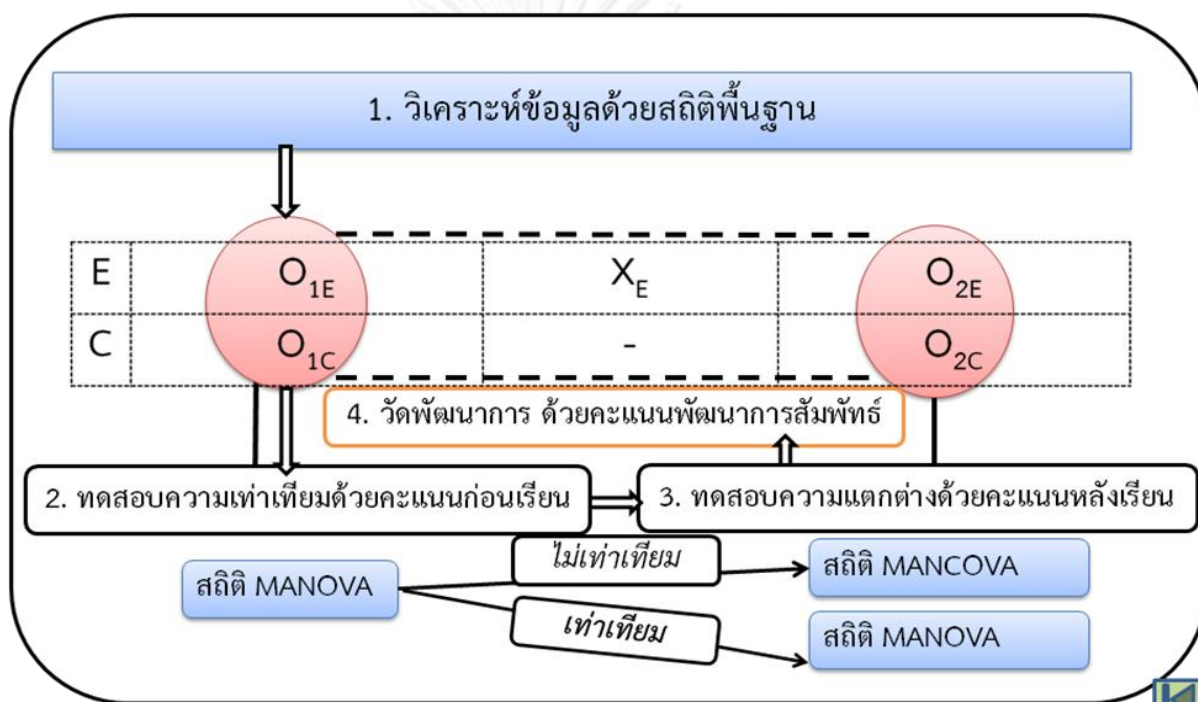 1. วิเคราะห์ข้อมูลด้วยสถิติพื้นฐาน
E O1E XE O2E
C O1C - O2C
4. วัดพัฒนาการ ด้วยคะแนนพัฒนาการสัมพัทธ์
2. ทดสอบความเท่าเทียมด้วยคะแนนก่อนเรียน
3. ทดสอบความแตกต่างด้วยคะแนนหลังเรียน
สถิติ MANOVA
ไม่เท่าเทียม
สถิติ MANCOVA
เท่าเทียม
สถิติ MANOVA